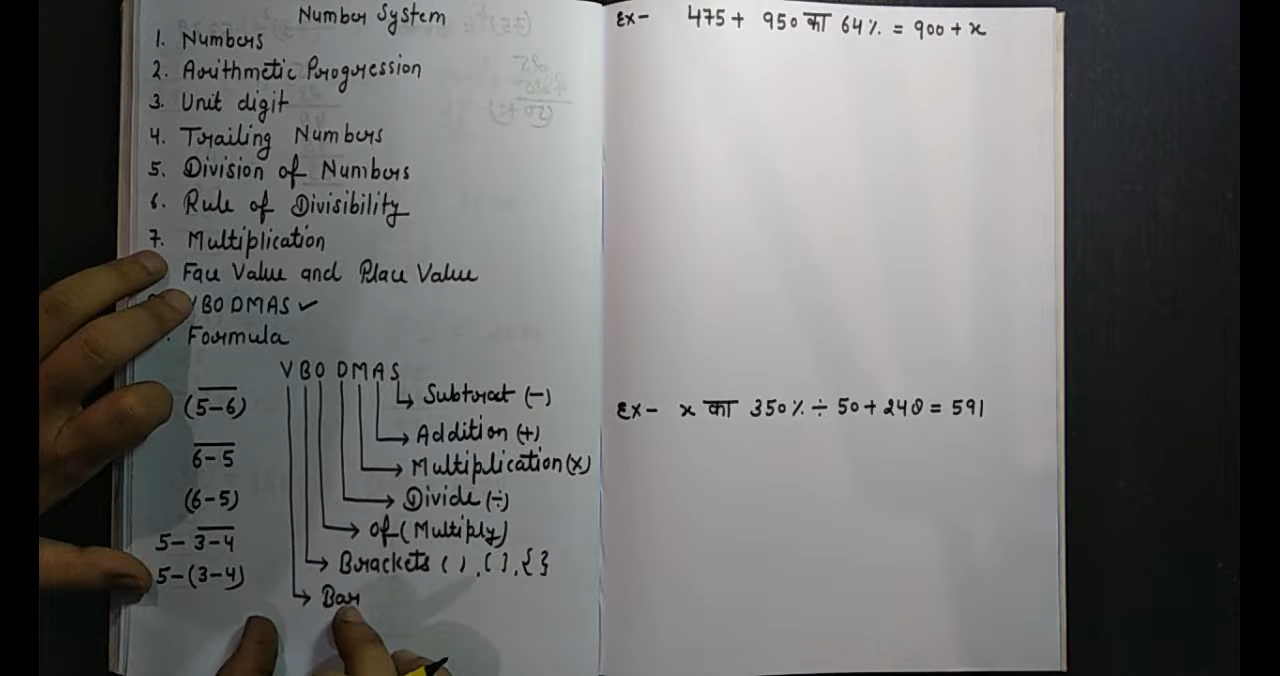 Number System
1. Numbers
2. Arithmetic Progression
3. Unit digit
4. Trailing Numbers
5. Division of Numbers
6. Rule of Divisibility
7. Multiplication
Face Value and Place Value
VBODMAS ✓
Formula
V B O D M A S
Subtract (-)
(5-6)
Addition (+)
6-5
Multiplication (x)
(6-5)
Divide (÷)
of (Multiply)
5- 3-4
Brackets ( ), [ ], { }
5-(3-4)
Bar
Ex- 475 + 950 का 64% = 900 + x
Ex- x का 350% ÷ 50 + 248 = 591